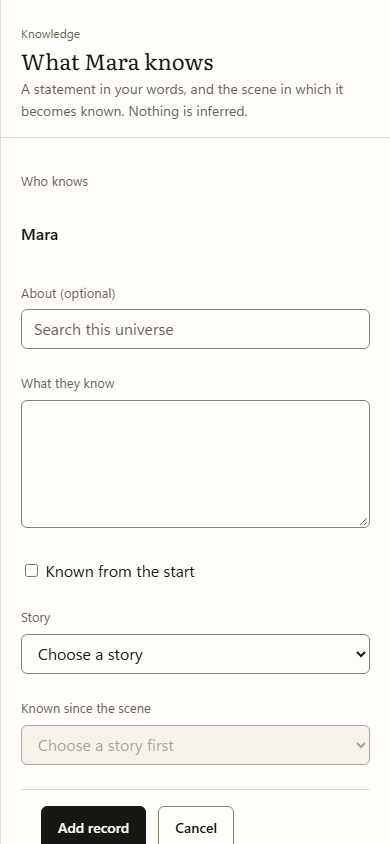 Knowledge
What Mara knows
A statement in your words, and the scene in which it
becomes known. Nothing is inferred.
Who knows
Mara
About (optional)
Search this universe
What they know
Known from the start
Story
Choose a story
Known since the scene
Choose a story first
Add record
Cancel